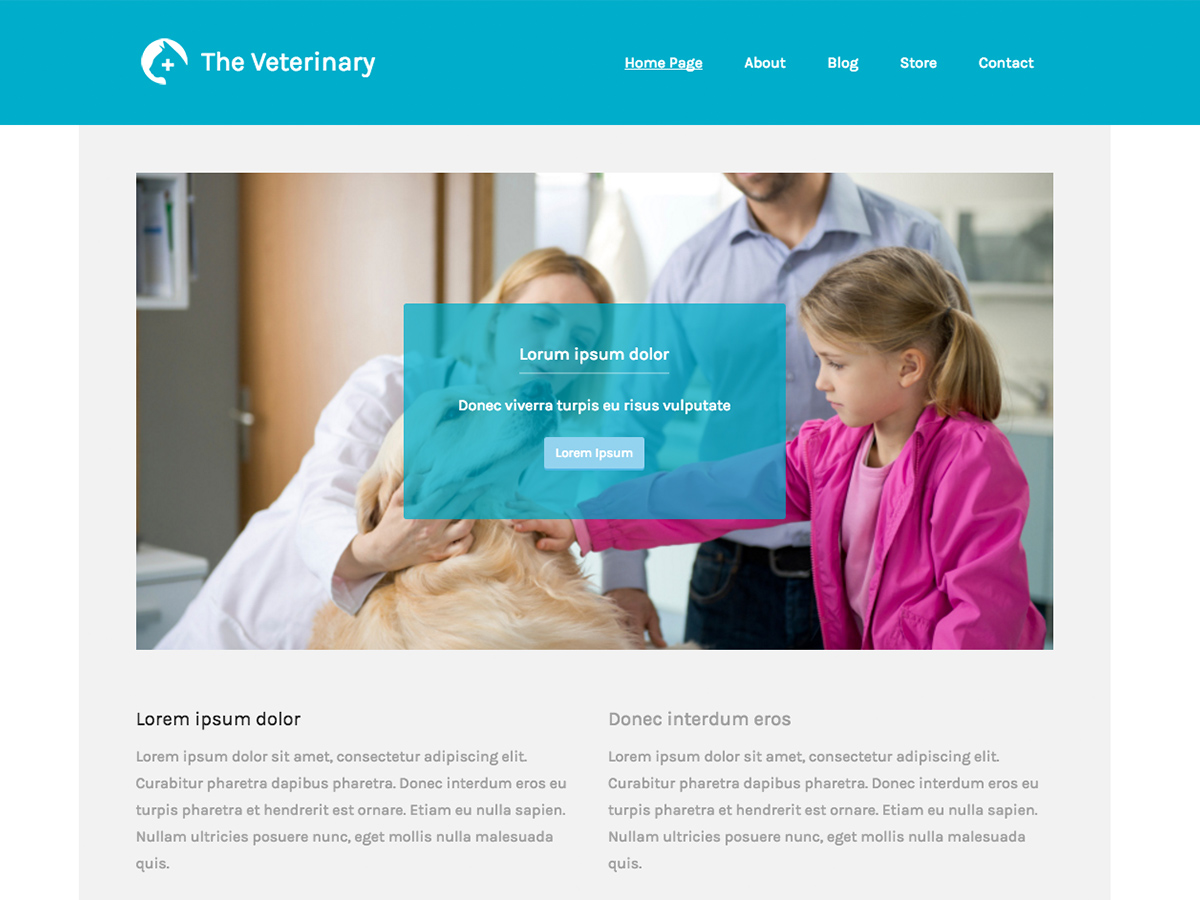 The Veterinary
Home Page About Blog Store Contact
Lorum ipsum dolor
Donec viverra turpis eu risus vulputate
Lorem Ipsum
Lorem ipsum dolor
Lorem ipsum dolor sit amet, consectetur adipiscing elit.
Curabitur pharetra dapibus pharetra. Donec interdum eros eu
turpis pharetra et hendrerit est ornare. Etiam eu nulla sapien.
Nullam ultricies posuere nunc, eget mollis nulla malesuada
quis.
Donec interdum eros
Lorem ipsum dolor sit amet, consectetur adipiscing elit.
Curabitur pharetra dapibus pharetra. Donec interdum eros eu
turpis pharetra et hendrerit est ornare. Etiam eu nulla sapien.
Nullam ultricies posuere nunc, eget mollis nulla malesuada
quis.